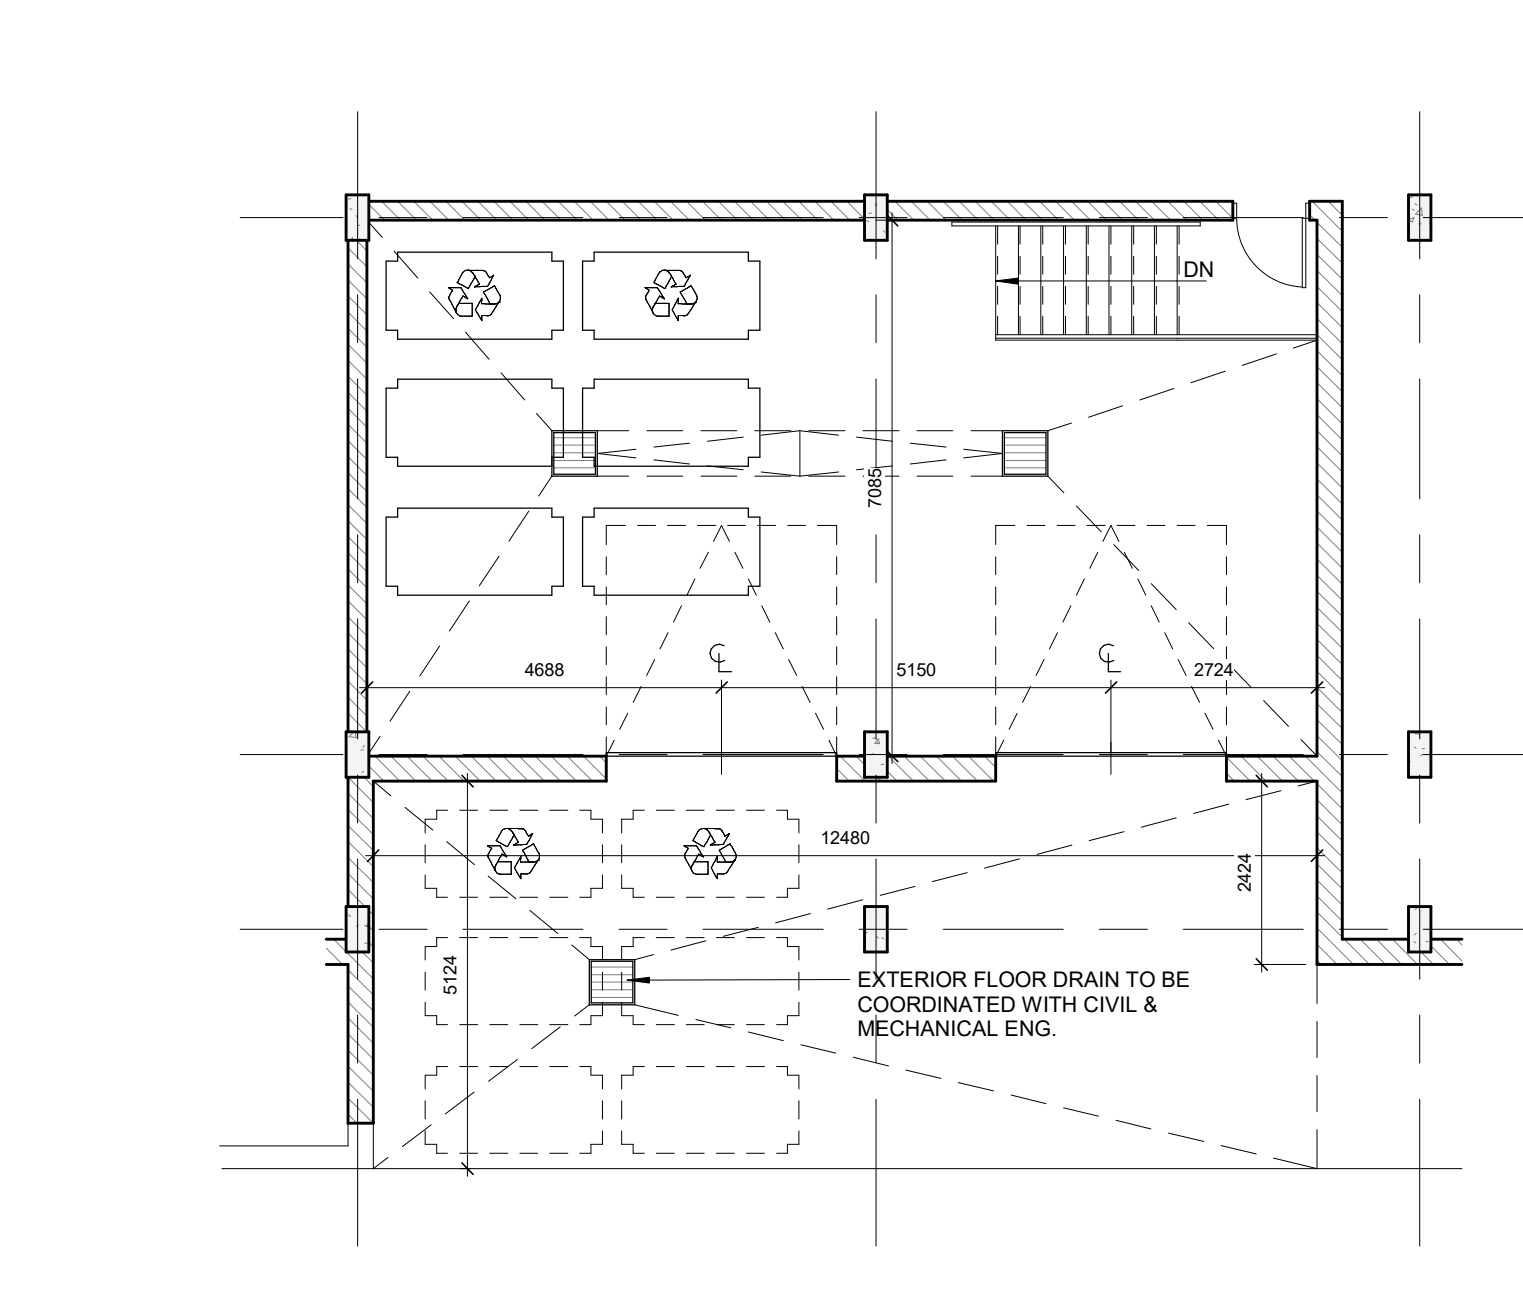 DN
7085
℄
℄
4688
5150
2724
12480
2424
5124
EXTERIOR FLOOR DRAIN TO BE
COORDINATED WITH CIVIL &
MECHANICAL ENG.